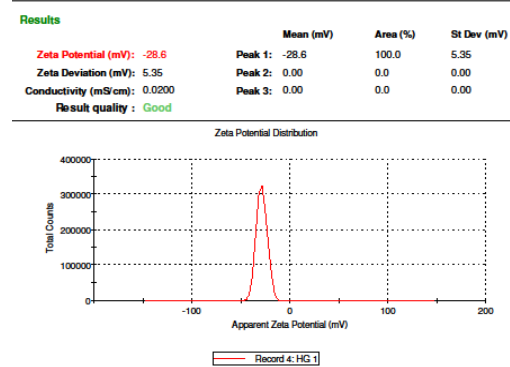 Results
Mean (mV) Area (%) St Dev (mV)
Zeta Potential (mV): -28.6 Peak 1: -28.6 100.0 5.35
Zeta Deviation (mV): 5.35 Peak 2: 0.00 0.0 0.00
Conductivity (mS/cm): 0.0200 Peak 3: 0.00 0.0 0.00
Result quality : Good
Zeta Potential Distribution
400000
300000
200000
100000
0
Total Counts
-100 0 100 200
Apparent Zeta Potential (mV)
Record 4: HG 1